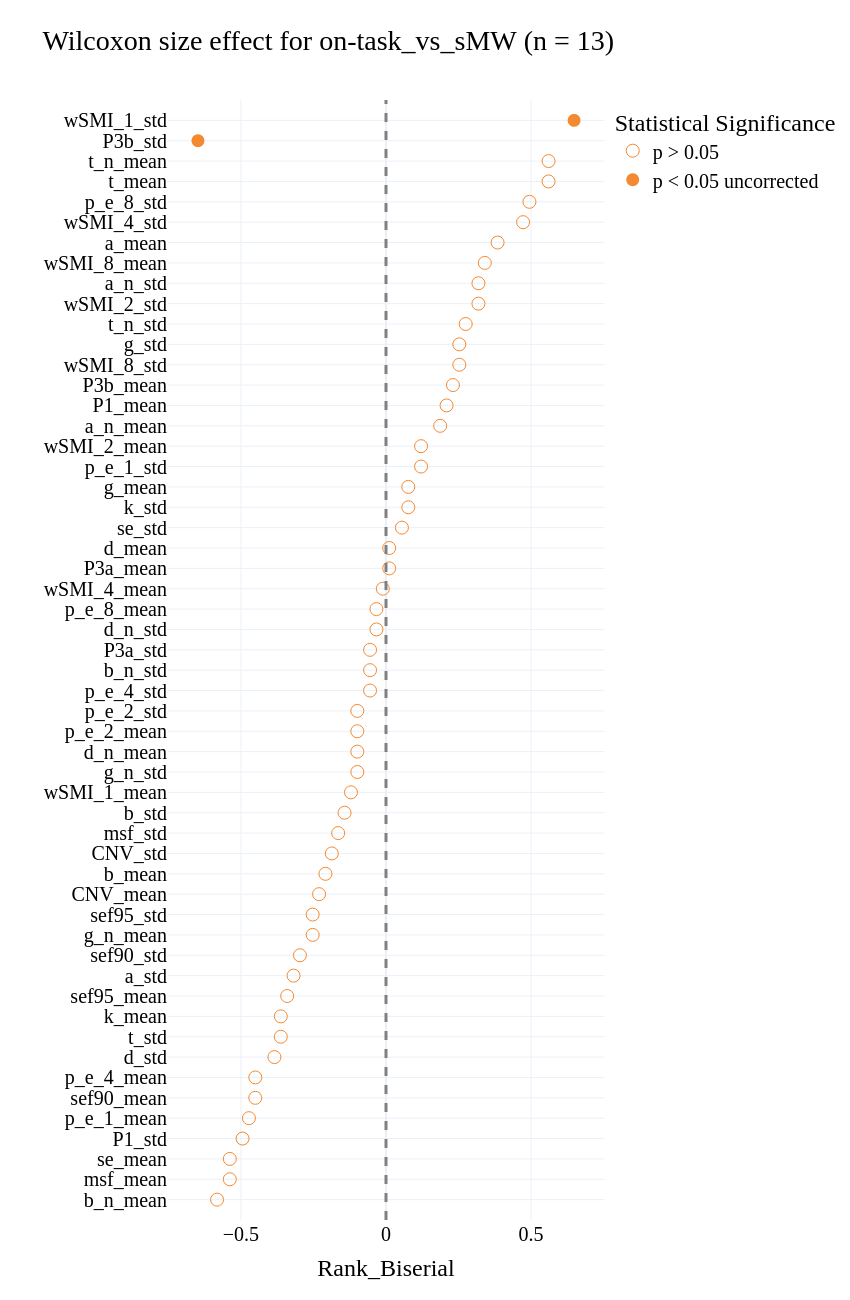 Wilcoxon size effect for on-task_vs_sMW (n = 13)
wSMI_1_std
P3b_std
t_n_mean
t_mean
p_e_8_std
wSMI_4_std
a_mean
wSMI_8_mean
a_n_std
wSMI_2_std
t_n_std
g_std
wSMI_8_std
P3b_mean
P1_mean
a_n_mean
wSMI_2_mean
p_e_1_std
g_mean
k_std
se_std
d_mean
P3a_mean
wSMI_4_mean
p_e_8_mean
d_n_std
P3a_std
b_n_std
p_e_4_std
p_e_2_std
p_e_2_mean
d_n_mean
g_n_std
wSMI_1_mean
b_std
msf_std
CNV_std
b_mean
CNV_mean
sef95_std
g_n_mean
sef90_std
a_std
sef95_mean
k_mean
t_std
d_std
p_e_4_mean
sef90_mean
p_e_1_mean
P1_std
se_mean
msf_mean
b_n_mean
−0.5 0 0.5
Rank_Biserial
Statistical Significance
p > 0.05
p < 0.05 uncorrected